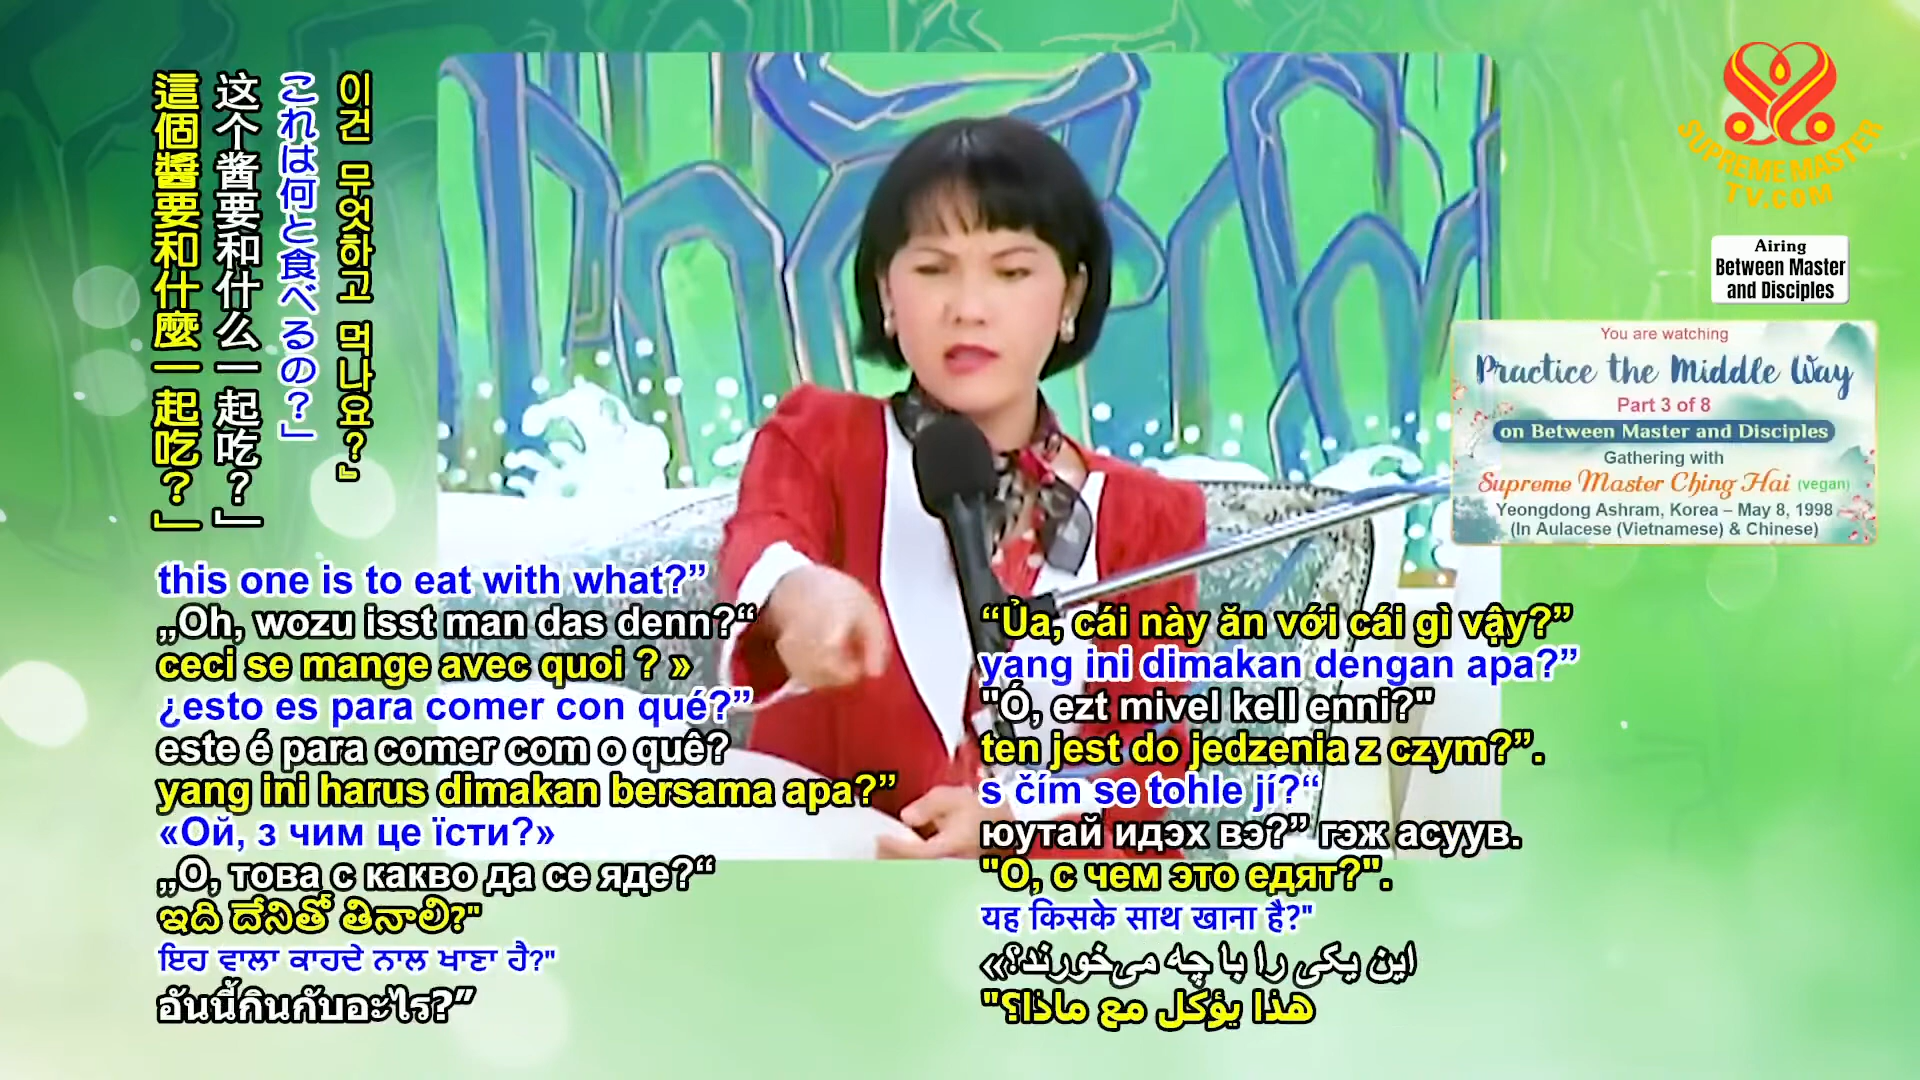 이건 무엇하고 먹나요?』
これは何と食べるの？」
这个酱要和什么一起吃？」
這個醬要和什麼一起吃？」
this one is to eat with what?”
„Oh, wozu isst man das denn?“
ceci se mange avec quoi ? »
¿esto es para comer con qué?”
este é para comer com o quê?
yang ini harus dimakan bersama apa?”
«Ой, з чим це їсти?»
„О, това с какво да се яде?“
ఇది దేనితో తినాలి?"
ਇਹ ਵਾਲਾ ਕਾਹਦੇ ਨਾਲ ਖਾਣਾ ਹੈ?"
อันนี้กินกับอะไร?”
“Ủa, cái này ăn với cái gì vậy?”
yang ini dimakan dengan apa?”
"Ó, ezt mivel kell enni?"
ten jest do jedzenia z czym?”.
s čím se tohle jí?“
юутай идэх вэ?” гэж асуув.
"О, с чем это едят?".
यह किसके साथ खाना है?"
این یکی را با چه می‌خورند؟»
هذا يؤكل مع ماذا؟"
SUPREME MASTER
TV.COM
Airing
Between Master
and Disciples
You are watching
Practice the Middle Way
Part 3 of 8
on Between Master and Disciples
Gathering with
Supreme Master Ching Hai (vegan)
Yeongdong Ashram, Korea – May 8, 1998
(In Aulacese (Vietnamese) & Chinese)